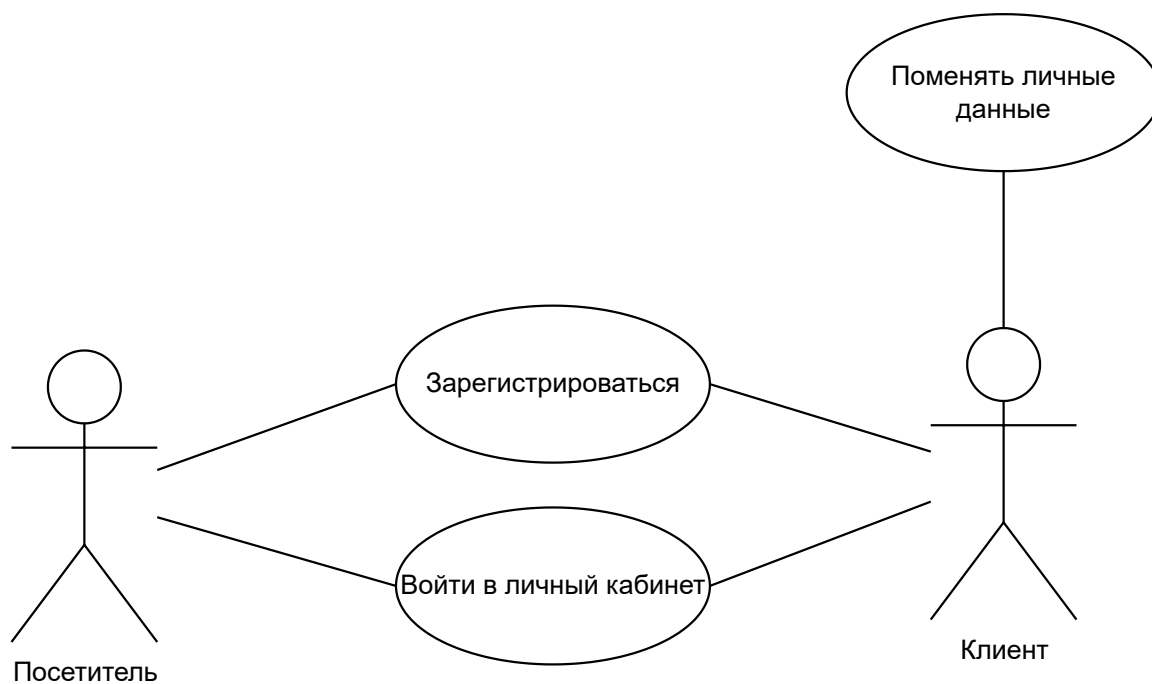 Поменять личные
данные
Зарегистрироваться
Войти в личный кабинет
Клиент
Посетитель